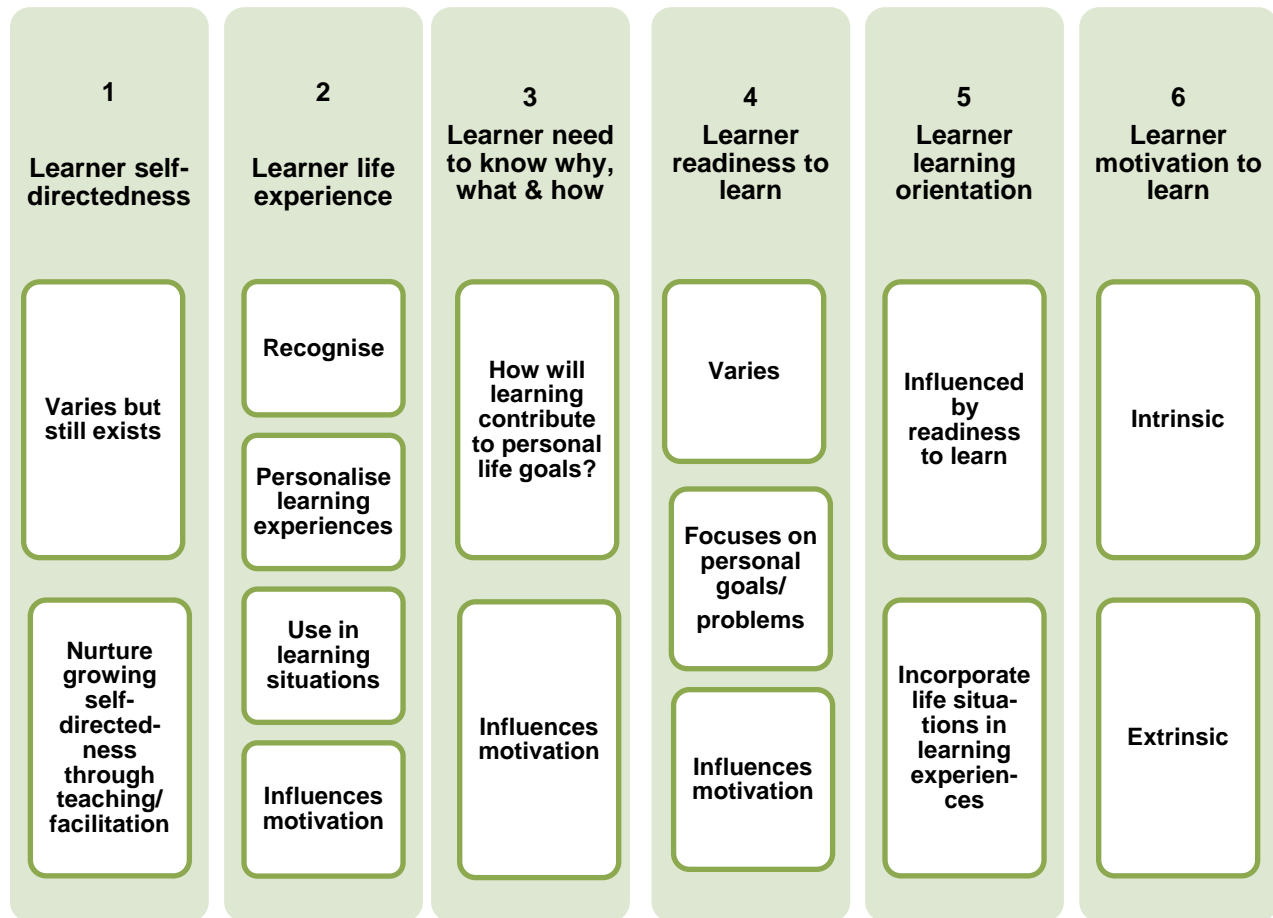 1
Learner self-
directedness
Varies but
still exists
Nurture
growing
self-
directed-
ness
through
teaching/
facilitation
2
Learner life
experience
Recognise
Personalise
learning
experiences
Use in
learning
situations
Influences
motivation
3
Learner need
to know why,
what & how
How will
learning
contribute
to personal
life goals?
Influences
motivation
4
Learner
readiness to
learn
Varies
Focuses on
personal
goals/
problems
Influences
motivation
5
Learner
learning
orientation
Influenced
by
readiness
to learn
Incorporate
life situa-
tions in
learning
experien-
ces
6
Learner
motivation to
learn
Intrinsic
Extrinsic